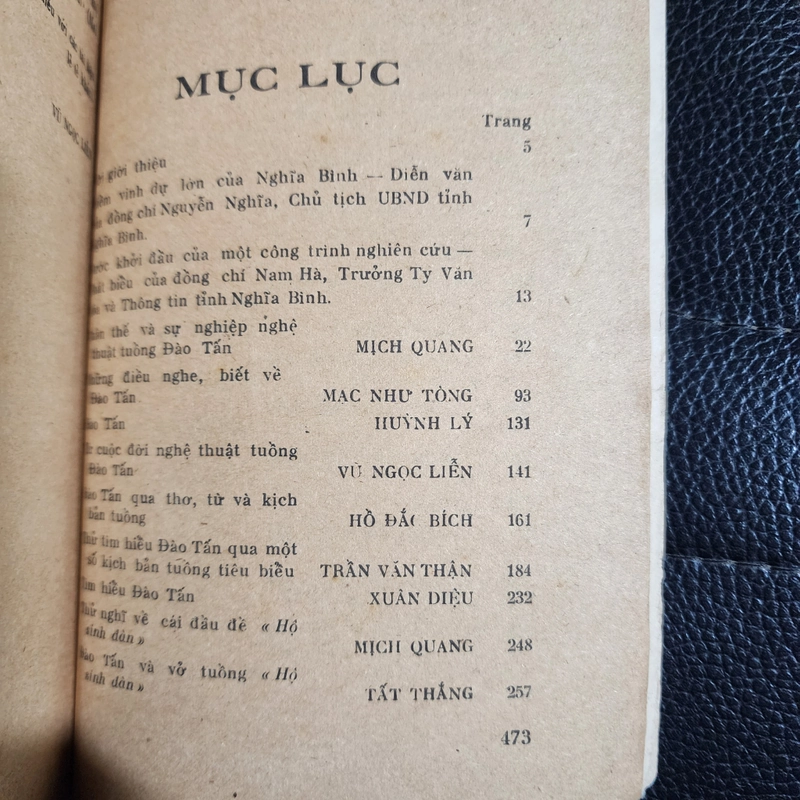 MỤC LỤC
Trang
giới thiệu 5
vinh dự lớn của Nghĩa Bình — Diễn văn
đồng chí Nguyễn Nghĩa, Chủ tịch UBND tỉnh
Bình. 7
khởi đầu của một công trình nghiên cứu —
biểu của đồng chí Nam Hà, Trưởng Ty Văn
và Thông tin tỉnh Nghĩa Bình. 13
thế và sự nghiệp nghệ
thuật tuồng Đào Tấn MỊCH QUANG 22
điều nghe, biết về
Đào Tấn MẠC NHƯ TÒNG 93
Tấn HUỲNH LÝ 131
cuộc đời nghệ thuật tuồng
Đào Tấn VŨ NGỌC LIỄN 141
Tấn qua thơ, từ và kịch
bản tuồng HỒ ĐẮC BÍCH 161
tìm hiểu Đào Tấn qua một
số kịch bản tuồng tiêu biểu TRẦN VĂN THẬN 184
hiểu Đào Tấn XUÂN DIỆU 232
nghĩ về cái đầu đề « Hộ
sinh đàn » MỊCH QUANG 248
Đào Tấn và vở tuồng « Hộ
sinh đàn » TẤT THẮNG 257
473